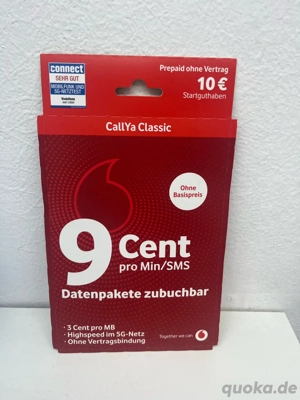 connect
SEHR GUT
MOBILFUNK UND
5G-NETZTEST
Prepaid ohne Vertrag
10 €
Startguthaben
CallYa Classic
Ohne
Basispreis
9 Cent
pro Min/SMS
Datenpakete zubuchbar
· 3 Cent pro MB
· Highspeed im 5G-Netz
· Ohne Vertragsbindung
Together we can
quoka.de